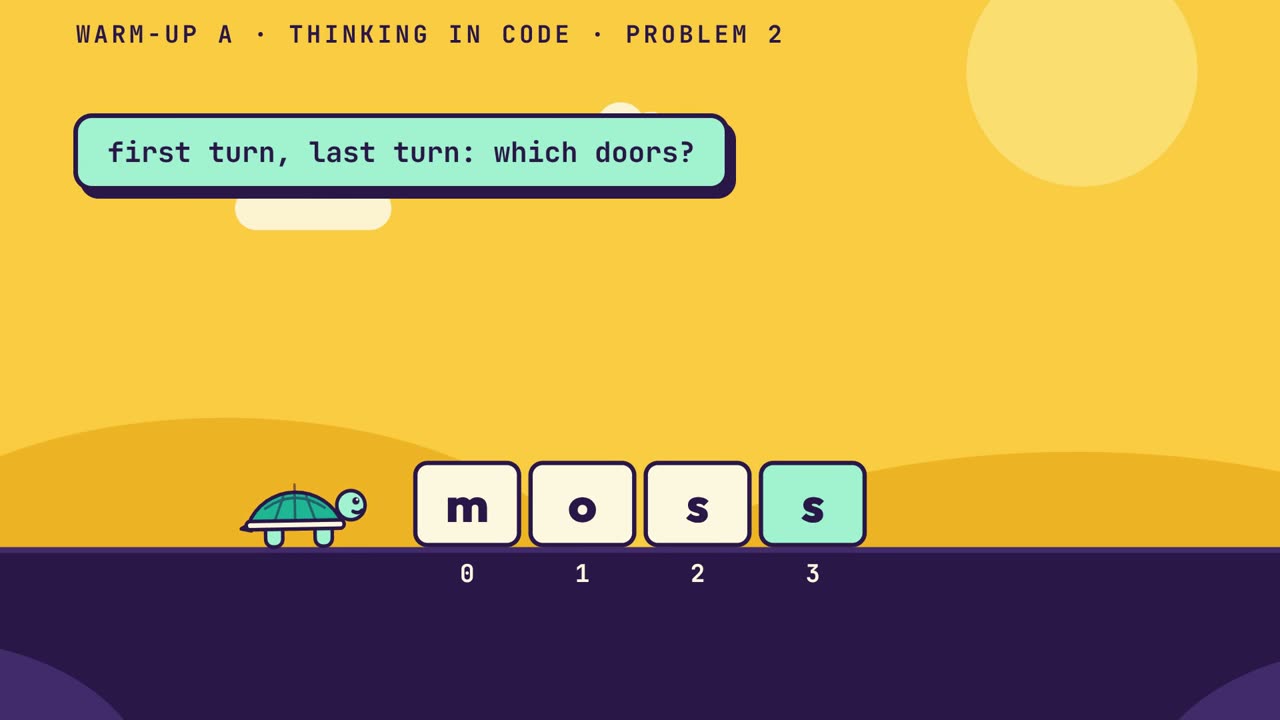 WARM-UP A · THINKING IN CODE · PROBLEM 2
first turn, last turn: which doors?
m o s s
0 1 2 3